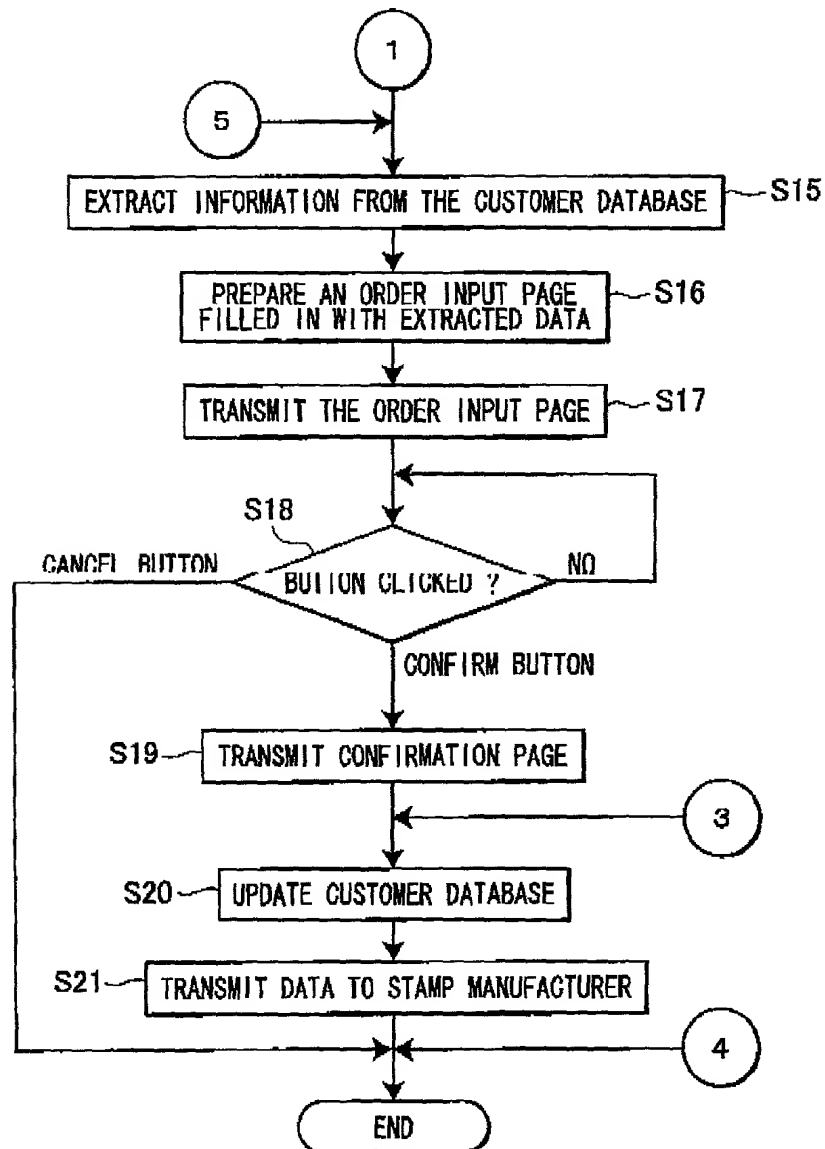 1
5
EXTRACT INFORMATION FROM THE CUSTOMER DATABASE
S15
PREPARE AN ORDER INPUT PAGE
FILLED IN WITH EXTRACTED DATA
S16
TRANSMIT THE ORDER INPUT PAGE
S17
S18
CANCEL BUTTON
BUTTON CLICKED ?
NO
CONFIRM BUTTON
S19
TRANSMIT CONFIRMATION PAGE
3
S20
UPDATE CUSTOMER DATABASE
S21
TRANSMIT DATA TO STAMP MANUFACTURER
4
END